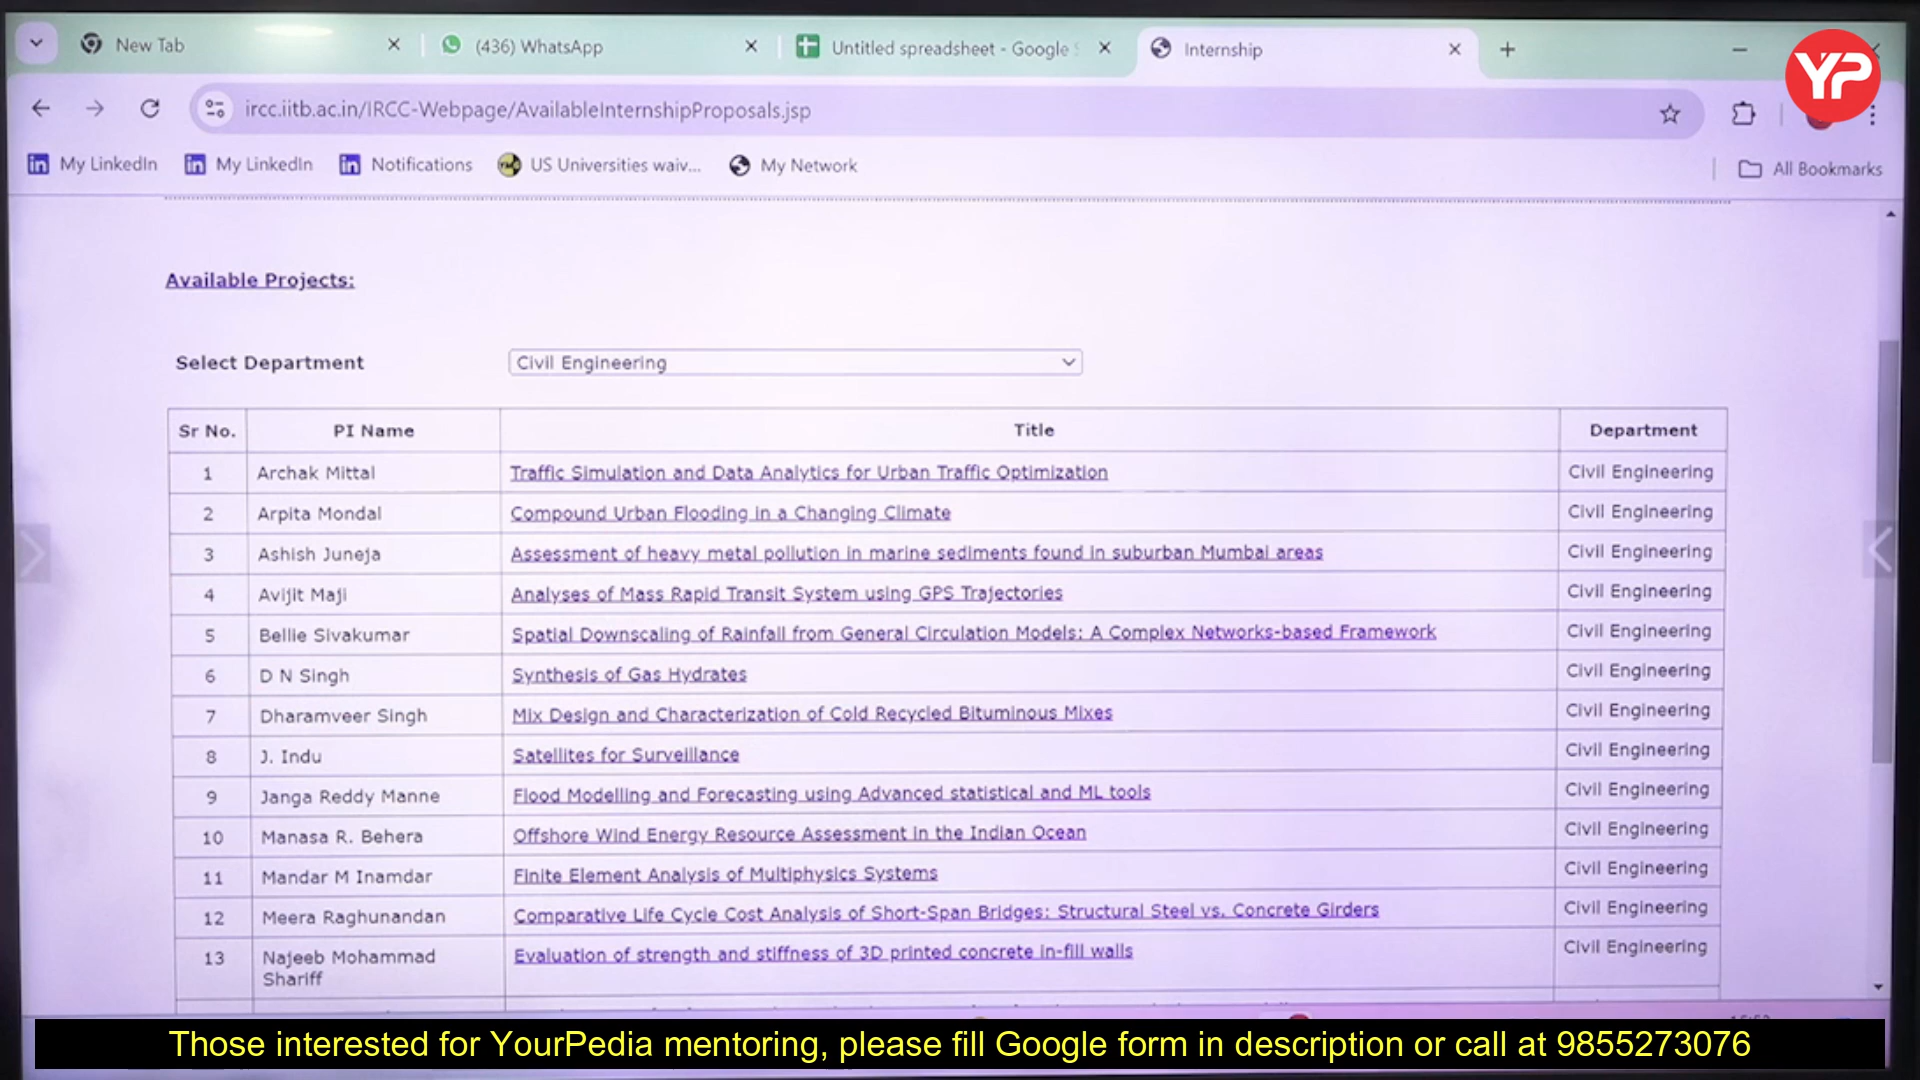 New Tab
(436) WhatsApp
Untitled spreadsheet - Google S
Internship
YP
ircc.iitb.ac.in/IRCC-Webpage/AvailableInternshipProposals.jsp
My LinkedIn
My LinkedIn
Notifications
US Universities waiv...
My Network
All Bookmarks
Available Projects:
Select Department Civil Engineering
Sr No. PI Name Title Department
1 Archak Mittal Traffic Simulation and Data Analytics for Urban Traffic Optimization Civil Engineering
2 Arpita Mondal Compound Urban Flooding in a Changing Climate Civil Engineering
3 Ashish Juneja Assessment of heavy metal pollution in marine sediments found in suburban Mumbai areas Civil Engineering
4 Avijit Maji Analyses of Mass Rapid Transit System using GPS Trajectories Civil Engineering
5 Bellie Sivakumar Spatial Downscaling of Rainfall from General Circulation Models: A Complex Networks-based Framework Civil Engineering
6 D N Singh Synthesis of Gas Hydrates Civil Engineering
7 Dharamveer Singh Mix Design and Characterization of Cold Recycled Bituminous Mixes Civil Engineering
8 J. Indu Satellites for Surveillance Civil Engineering
9 Janga Reddy Manne Flood Modelling and Forecasting using Advanced statistical and ML tools Civil Engineering
10 Manasa R. Behera Offshore Wind Energy Resource Assessment in the Indian Ocean Civil Engineering
11 Mandar M Inamdar Finite Element Analysis of Multiphysics Systems Civil Engineering
12 Meera Raghunandan Comparative Life Cycle Cost Analysis of Short-Span Bridges: Structural Steel vs. Concrete Girders Civil Engineering
13 Najeeb Mohammad Shariff Evaluation of strength and stiffness of 3D printed concrete in-fill walls Civil Engineering
Those interested for YourPedia mentoring, please fill Google form in description or call at 9855273076